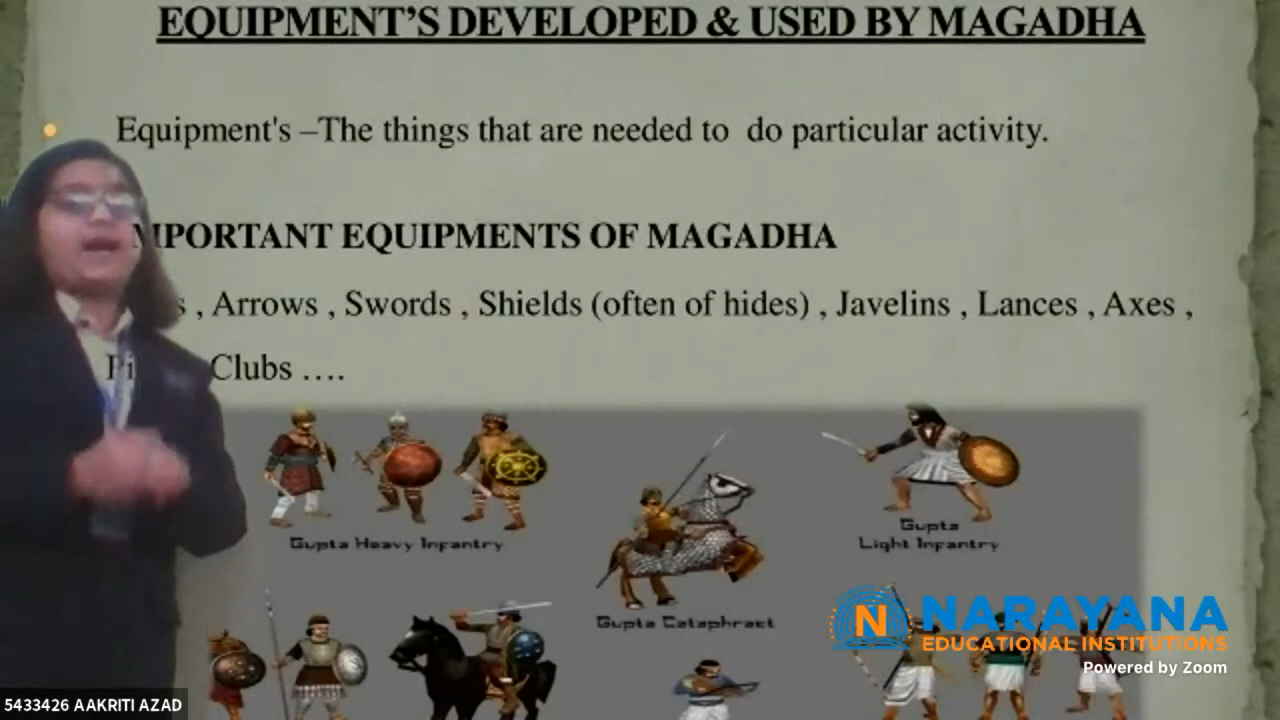 EQUIPMENT’S DEVELOPED & USED BY MAGADHA
Equipment's –The things that are needed to do particular activity.
MPORTANT EQUIPMENTS OF MAGADHA
s , Arrows , Swords , Shields (often of hides) , Javelins , Lances , Axes ,
Pi Clubs ….
Gupta Heavy Infantry
Gupta
Light Infantry
Gupta Cataphract
N NARAYANA
EDUCATIONAL INSTITUTIONS
Powered by Zoom
5433426 AAKRITI AZAD